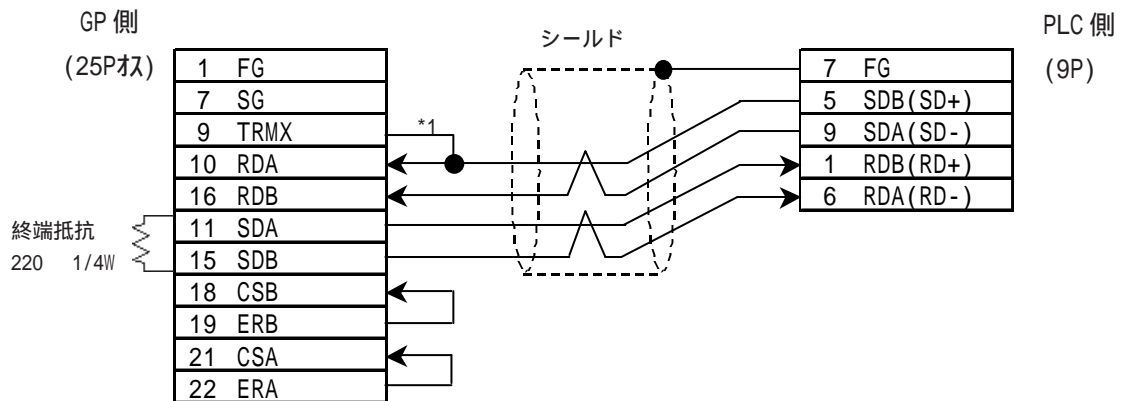 GP 側
(25Pオス)
1 FG
7 SG
9 TRMX
10 RDA
16 RDB
11 SDA
15 SDB
18 CSB
19 ERB
21 CSA
22 ERA
終端抵抗
220 1/4W
*1
シールド
PLC 側
(9P)
7 FG
5 SDB(SD+)
9 SDA(SD-)
1 RDB(RD+)
6 RDA(RD-)